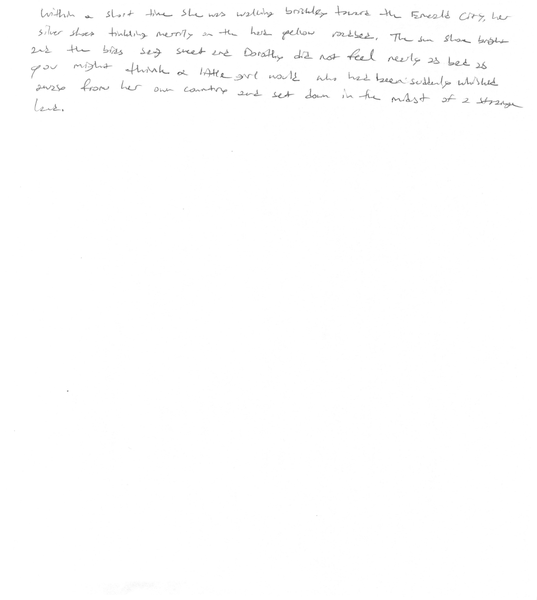 Within a short time she was walking briskley toward the Emerald City, her
silver shoes tinkling merrily on the hard yellow roadbed. The sun shone bright
and the birds sang sweet and Dorothy did not feel nearly as bad as
you might think a little girl would who had been suddenly whisked
away from her own country and set down in the midst of a strange
land.